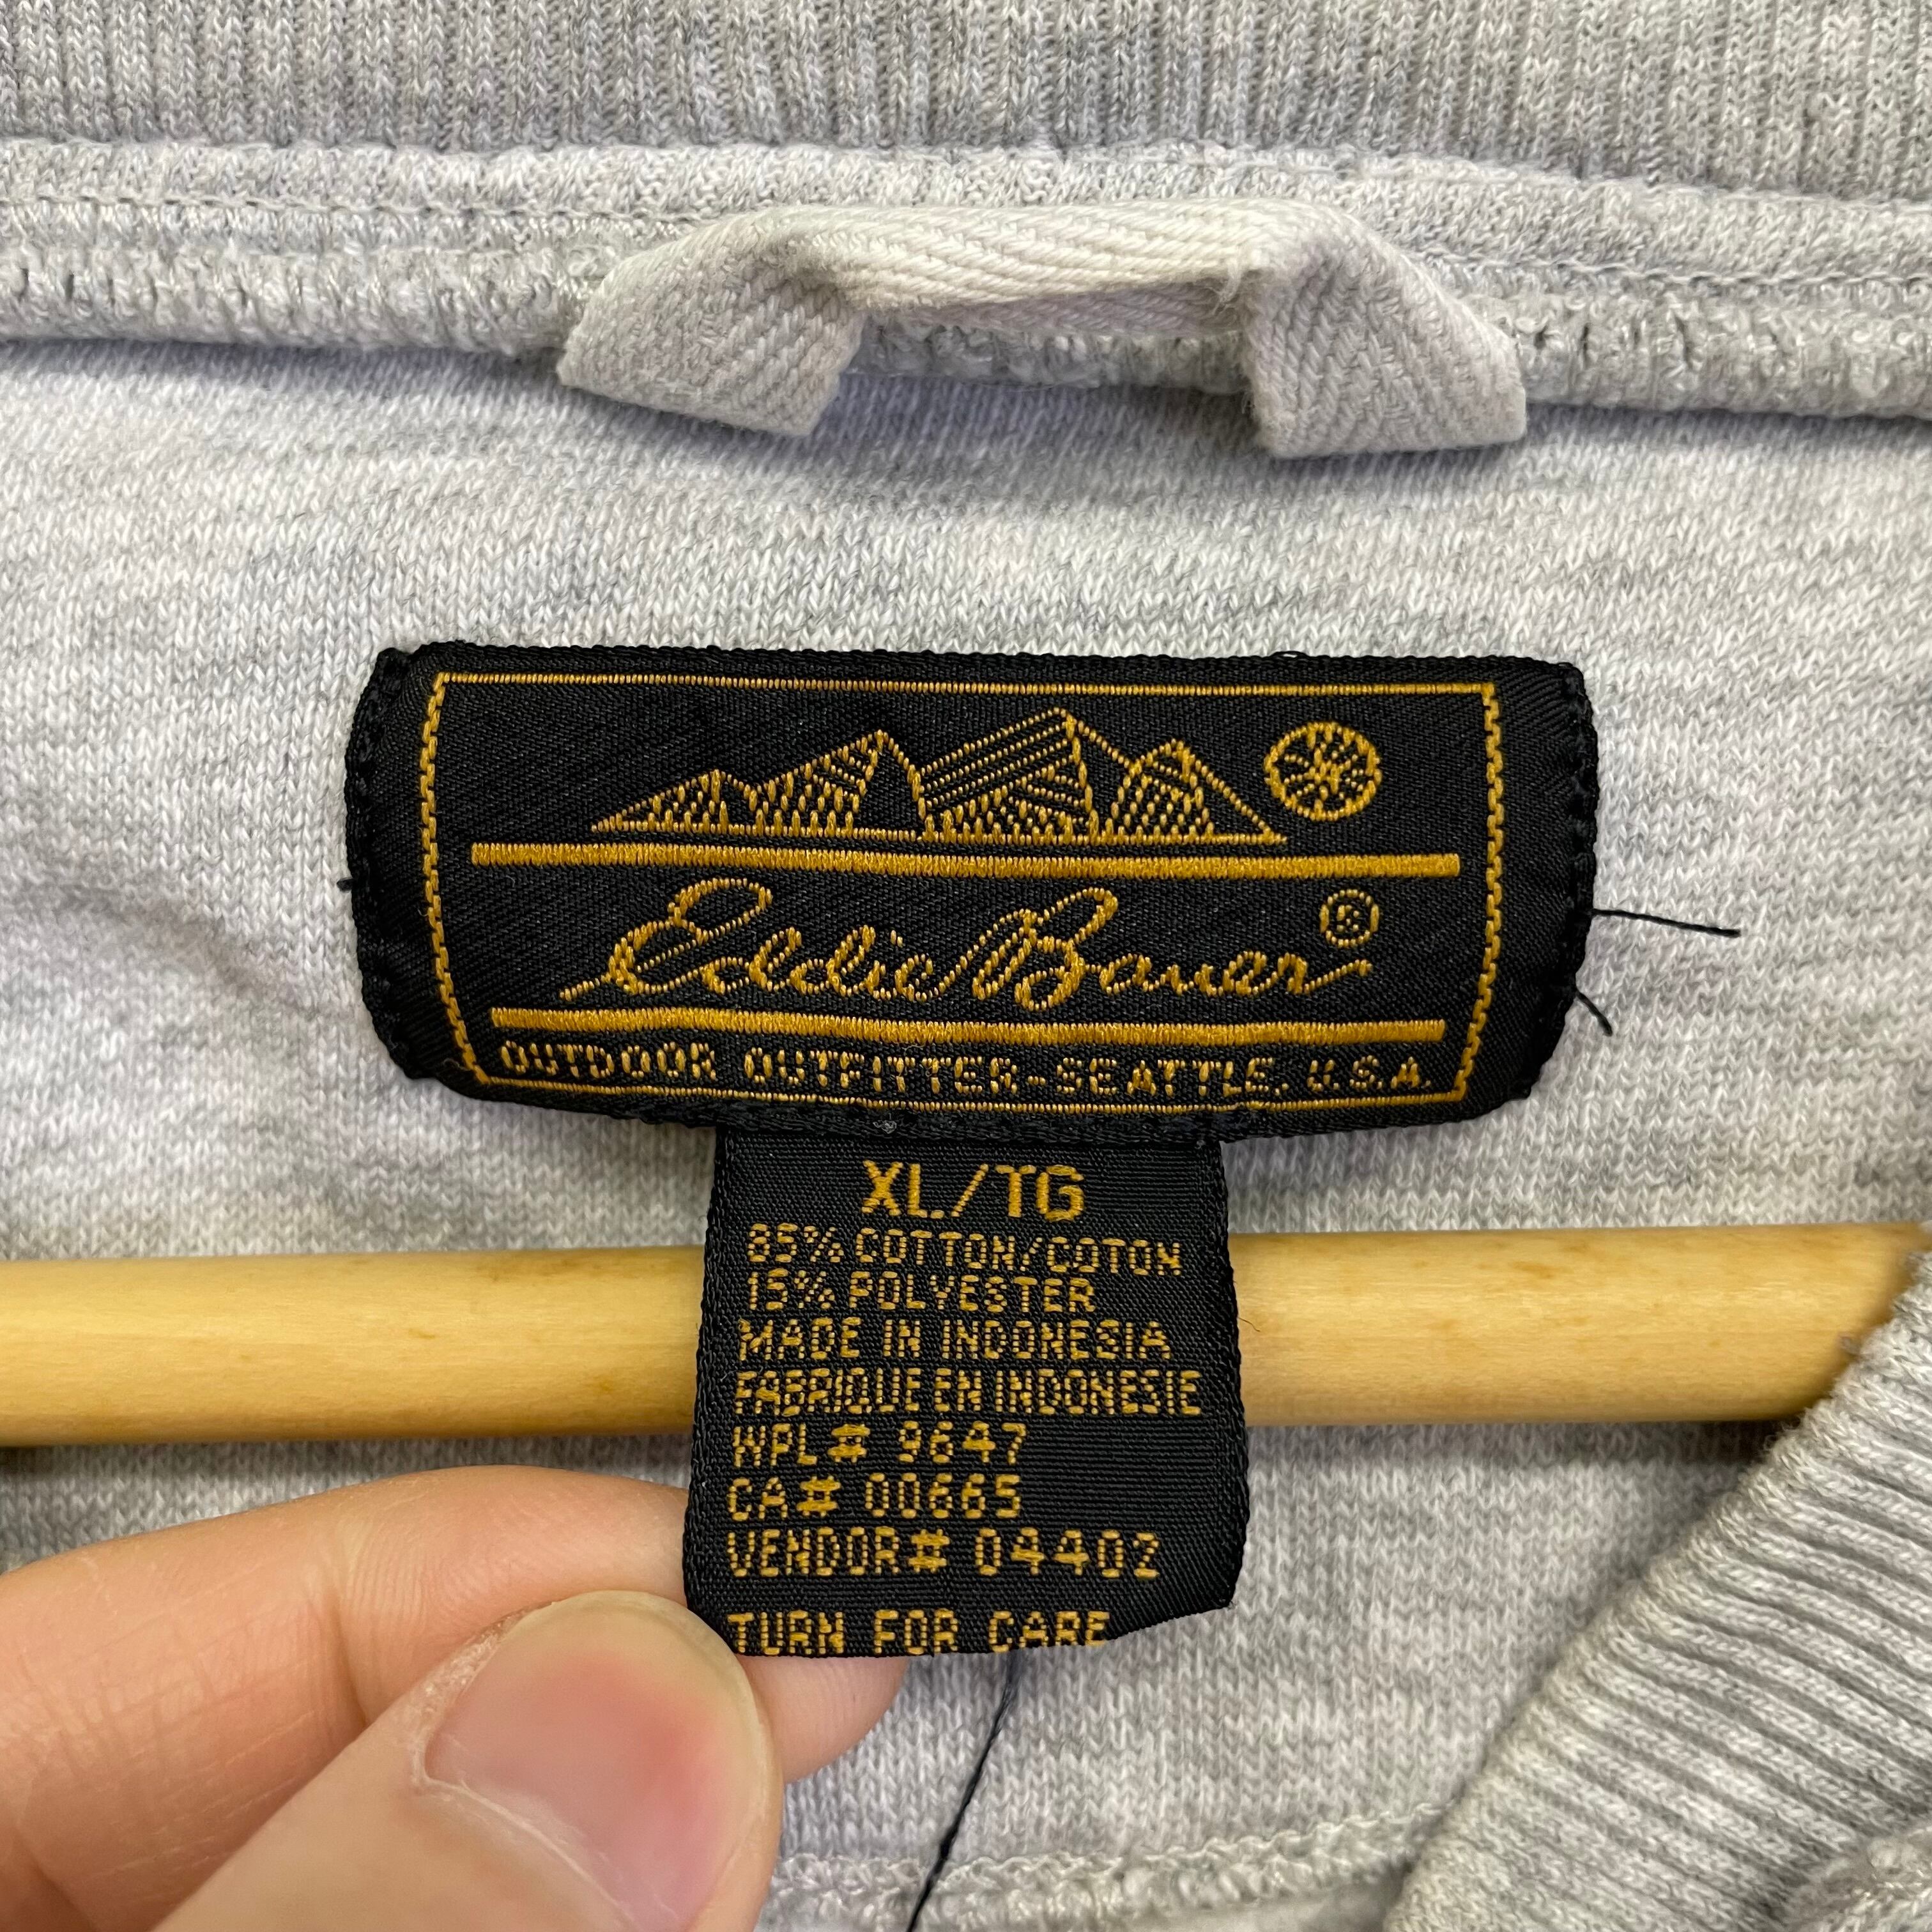 Eddie Bauer®
OUTDOOR OUTFITTER-SEATTLE, U.S.A.
XL/TG
85% COTTON/COTON
15% POLYESTER
MADE IN INDONESIA
FABRIQUE EN INDONESIE
WPL# 9647
CA# 00665
VENDOR# 04402
TURN FOR CARE